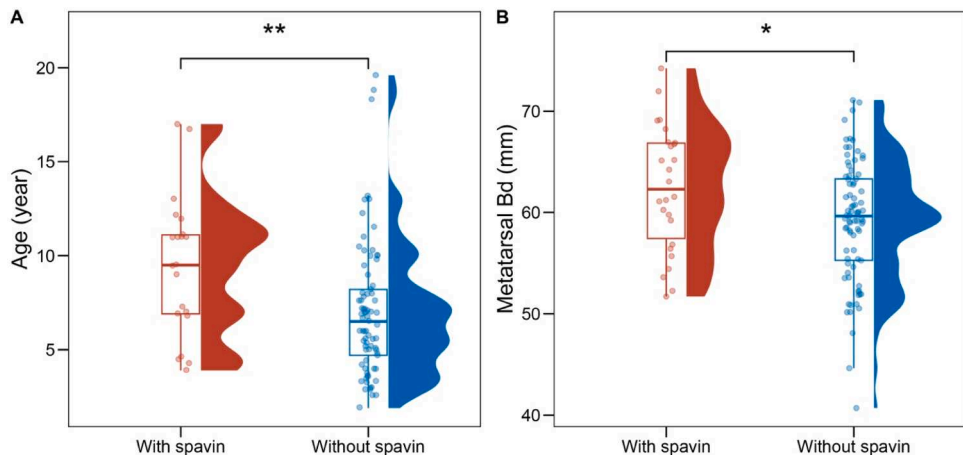 A
**
Age (year)
20
15
10
5
With spavin
Without spavin
B
*
Metatarsal Bd (mm)
70
60
50
40
With spavin
Without spavin